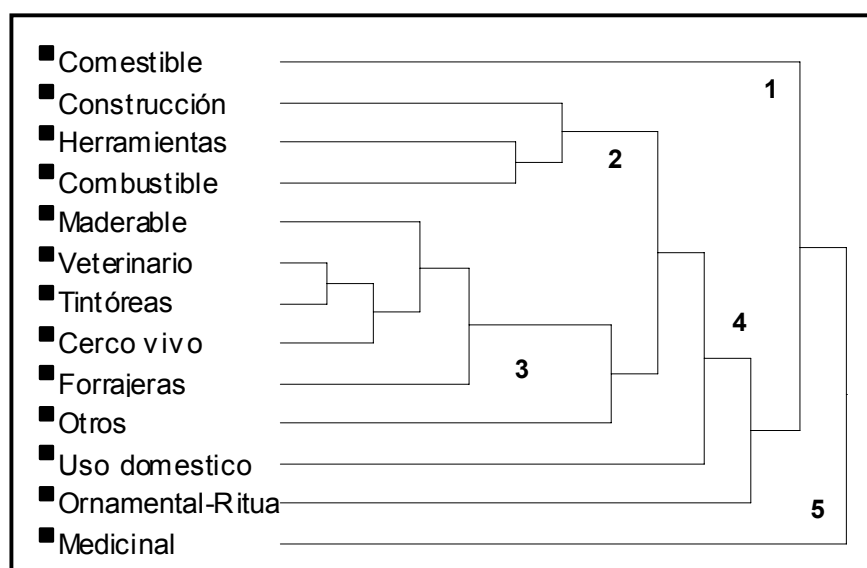 Comestible
1
Construcción
Herramientas
2
Combustible
Maderable
Veterinario
Tintóreas
4
Cerco vivo
3
Forrajeras
Otros
Uso domestico
Ornamental-Ritua
5
Medicinal